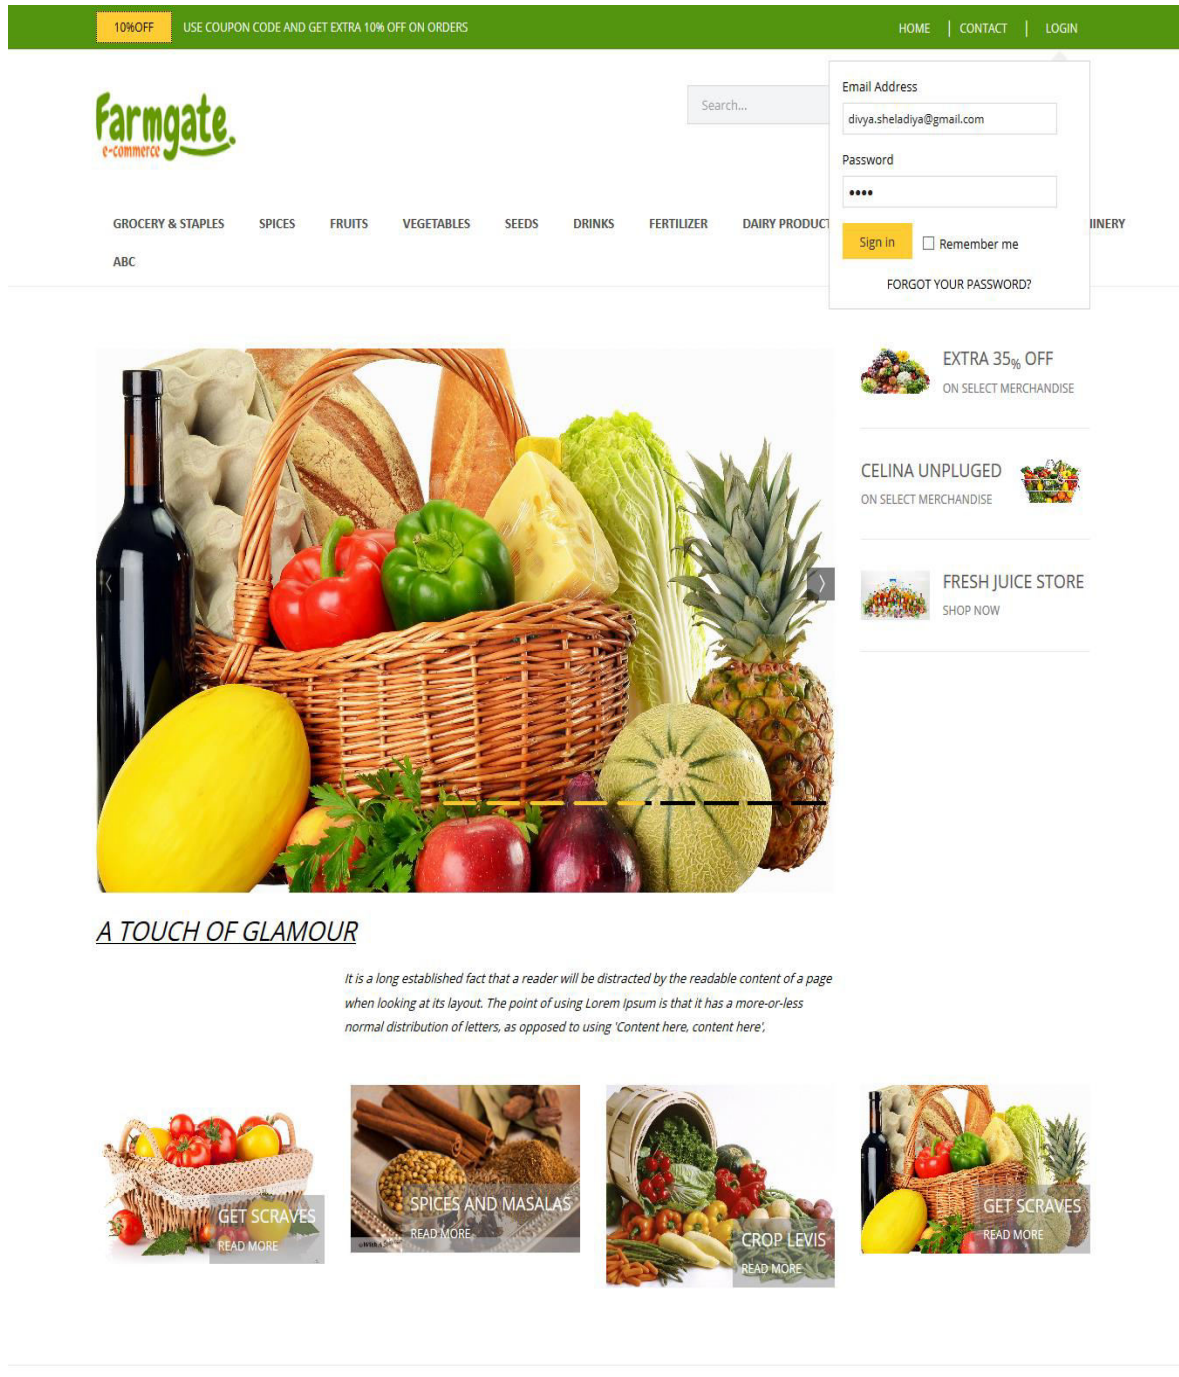 10%OFF USE COUPON CODE AND GET EXTRA 10% OFF ON ORDERS HOME | CONTACT | LOGIN
Farmgate.
e-commerce
Search...
Email Address
divya.sheladiya@gmail.com
Password
••••
Sign in Remember me
FORGOT YOUR PASSWORD?
GROCERY & STAPLES SPICES FRUITS VEGETABLES SEEDS DRINKS FERTILIZER DAIRY PRODUCT INERY
ABC
EXTRA 35% OFF
ON SELECT MERCHANDISE
CELINA UNPLUGED
ON SELECT MERCHANDISE
FRESH JUICE STORE
SHOP NOW
A TOUCH OF GLAMOUR
It is a long established fact that a reader will be distracted by the readable content of a page
when looking at its layout. The point of using Lorem Ipsum is that it has a more-or-less
normal distribution of letters, as opposed to using 'Content here, content here',
GET SCRAVES
READ MORE
SPICES AND MASALAS
READ MORE
CROP LEVIS
READ MORE
GET SCRAVES
READ MORE